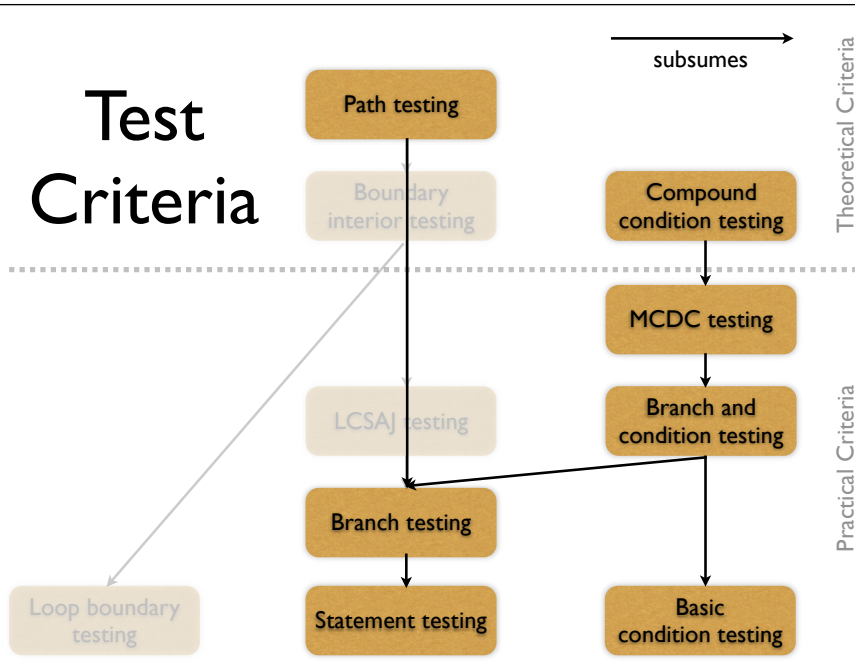 Test
Criteria
subsumes
Theoretical Criteria
Path testing
Boundary
interior testing
Compound
condition testing
MCDC testing
LCSAJ testing
Branch and
condition testing
Practical Criteria
Branch testing
Loop boundary
testing
Statement testing
Basic
condition testing